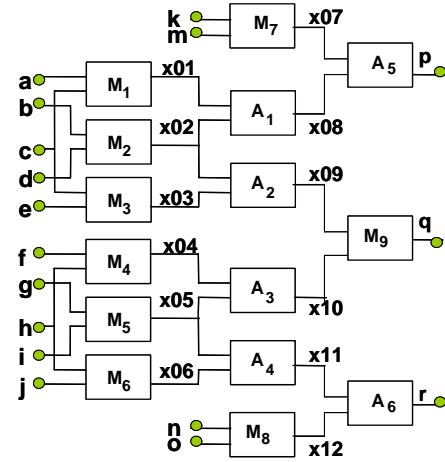 k M₇ x07
m
p
A₅
a M₁ x01
b
A₁ x08
c M₂ x02
d
x09
A₂
e M₃ x03
q
M₉
f M₄ x04
g
A₃ x10
h M₅ x05
i
x11
A₄
j M₆ x06
r
A₆
n M₈ x12
o